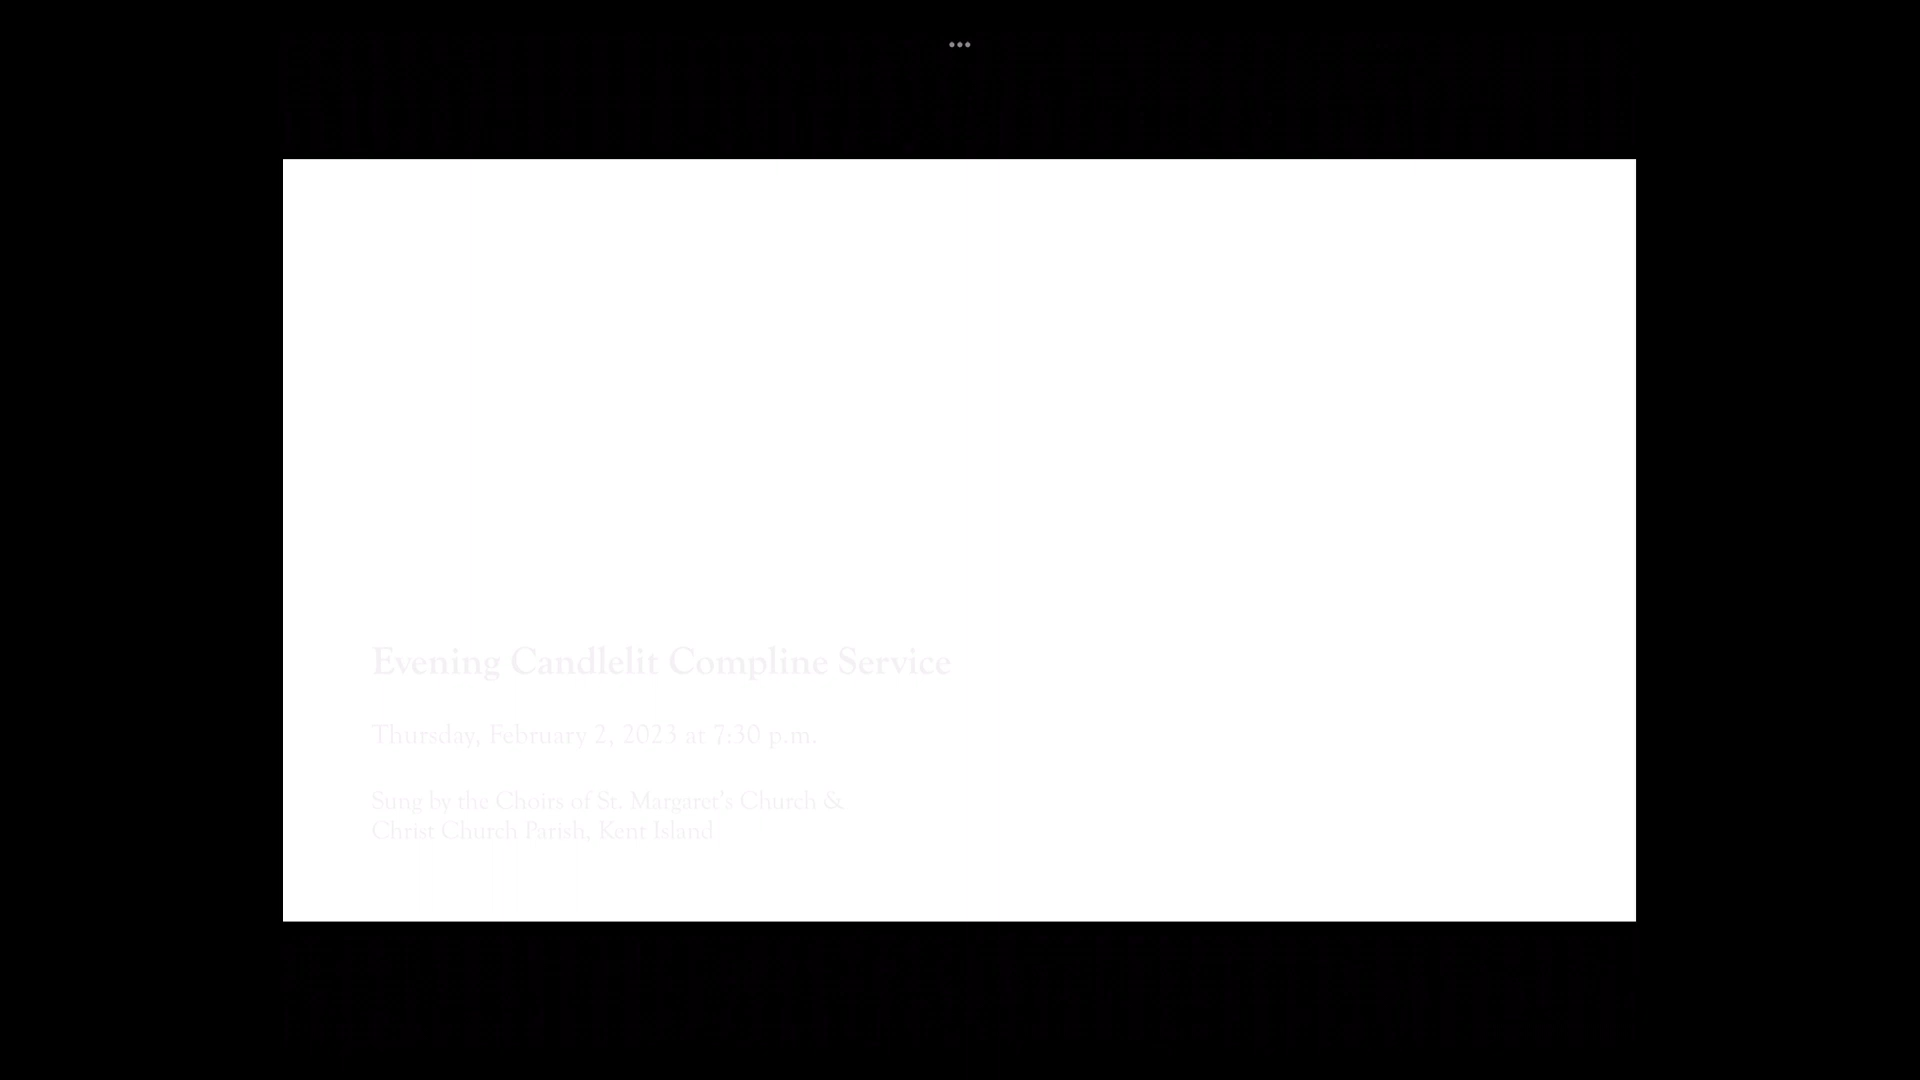 Evening Candlelit Compline Service
Thursday, February 2, 2023 at 7:30 p.m.
Sung by the Choirs of St. Margaret's Church &
Christ Church Parish, Kent Island